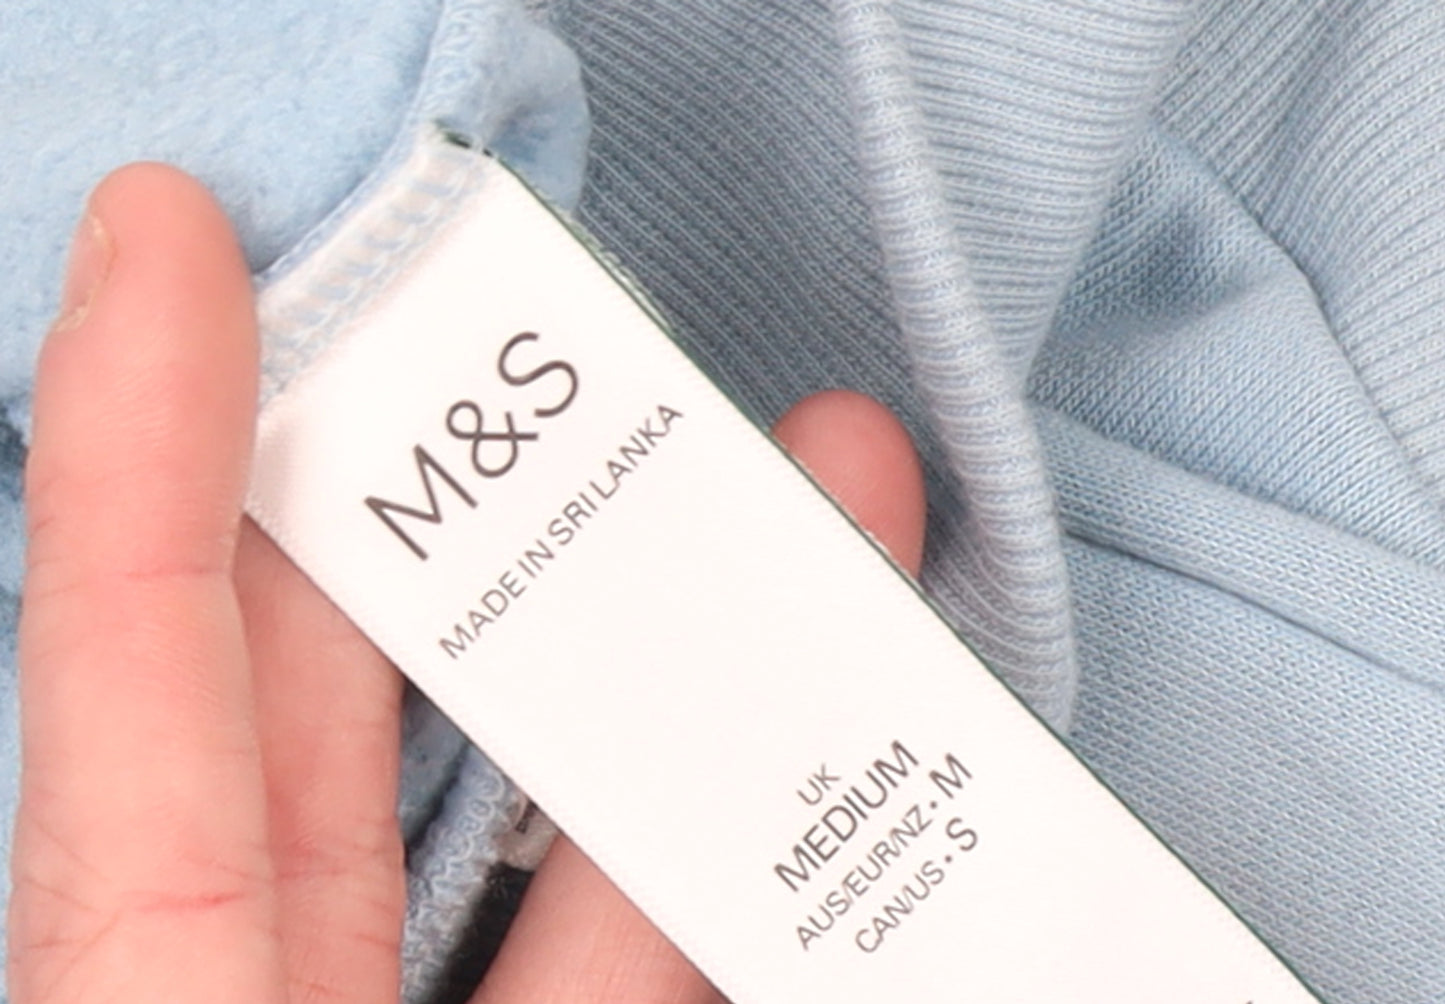 M&S
MADE IN SRI LANKA
UK
MEDIUM
AUS/EUR/NZ • M
CAN/US • S